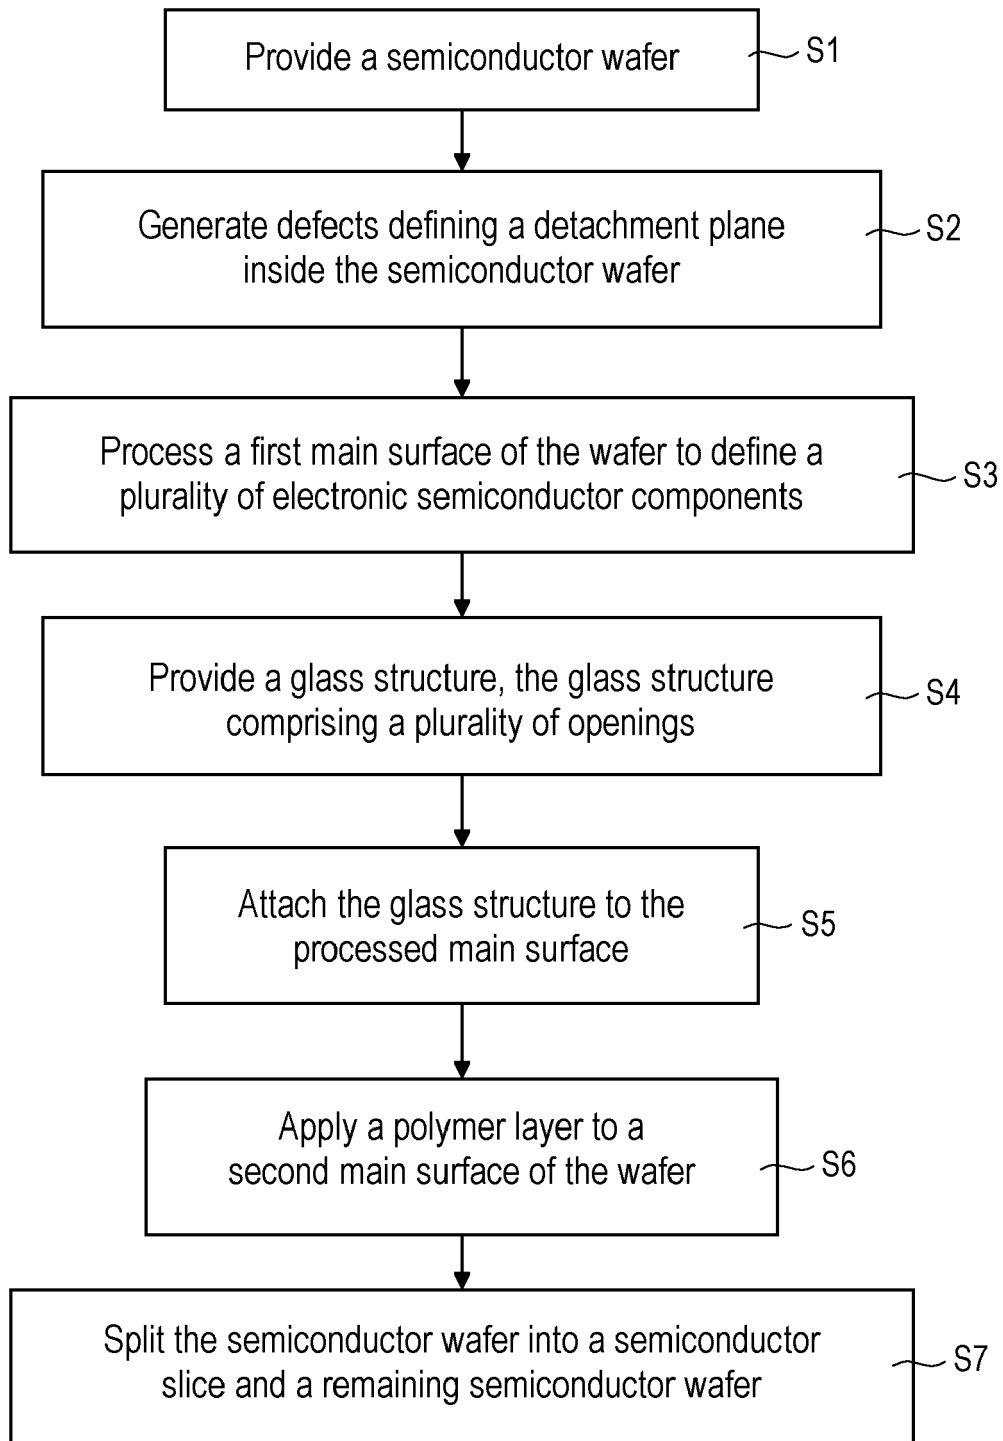 Provide a semiconductor wafer
S1
Generate defects defining a detachment plane
inside the semiconductor wafer
S2
Process a first main surface of the wafer to define a
plurality of electronic semiconductor components
S3
Provide a glass structure, the glass structure
comprising a plurality of openings
S4
Attach the glass structure to the
processed main surface
S5
Apply a polymer layer to a
second main surface of the wafer
S6
Split the semiconductor wafer into a semiconductor
slice and a remaining semiconductor wafer
S7